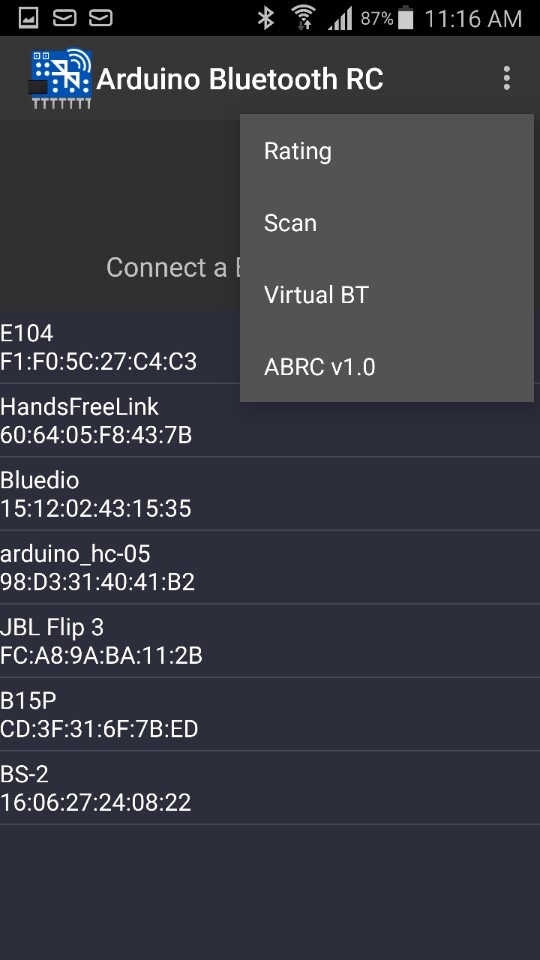 87% 11:16 AM
Arduino Bluetooth RC
Rating
Scan
Virtual BT
ABRC v1.0
Connect a
E104
F1:F0:5C:27:C4:C3
HandsFreeLink
60:64:05:F8:43:7B
Bluedio
15:12:02:43:15:35
arduino_hc-05
98:D3:31:40:41:B2
JBL Flip 3
FC:A8:9A:BA:11:2B
B15P
CD:3F:31:6F:7B:ED
BS-2
16:06:27:24:08:22